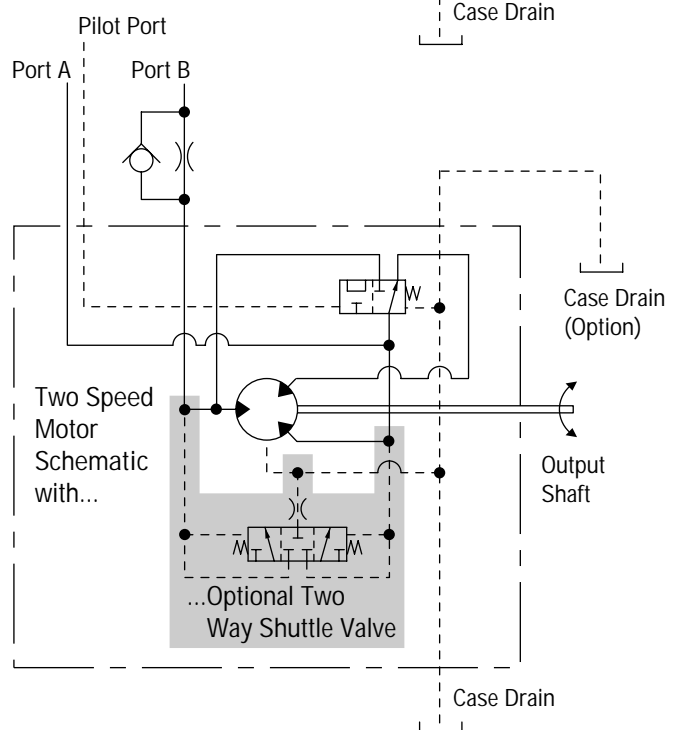 Case Drain
Pilot Port
Port A
Port B
Case Drain
(Option)
Two Speed
Motor
Schematic
with...
Output
Shaft
...Optional Two
Way Shuttle Valve
Case Drain